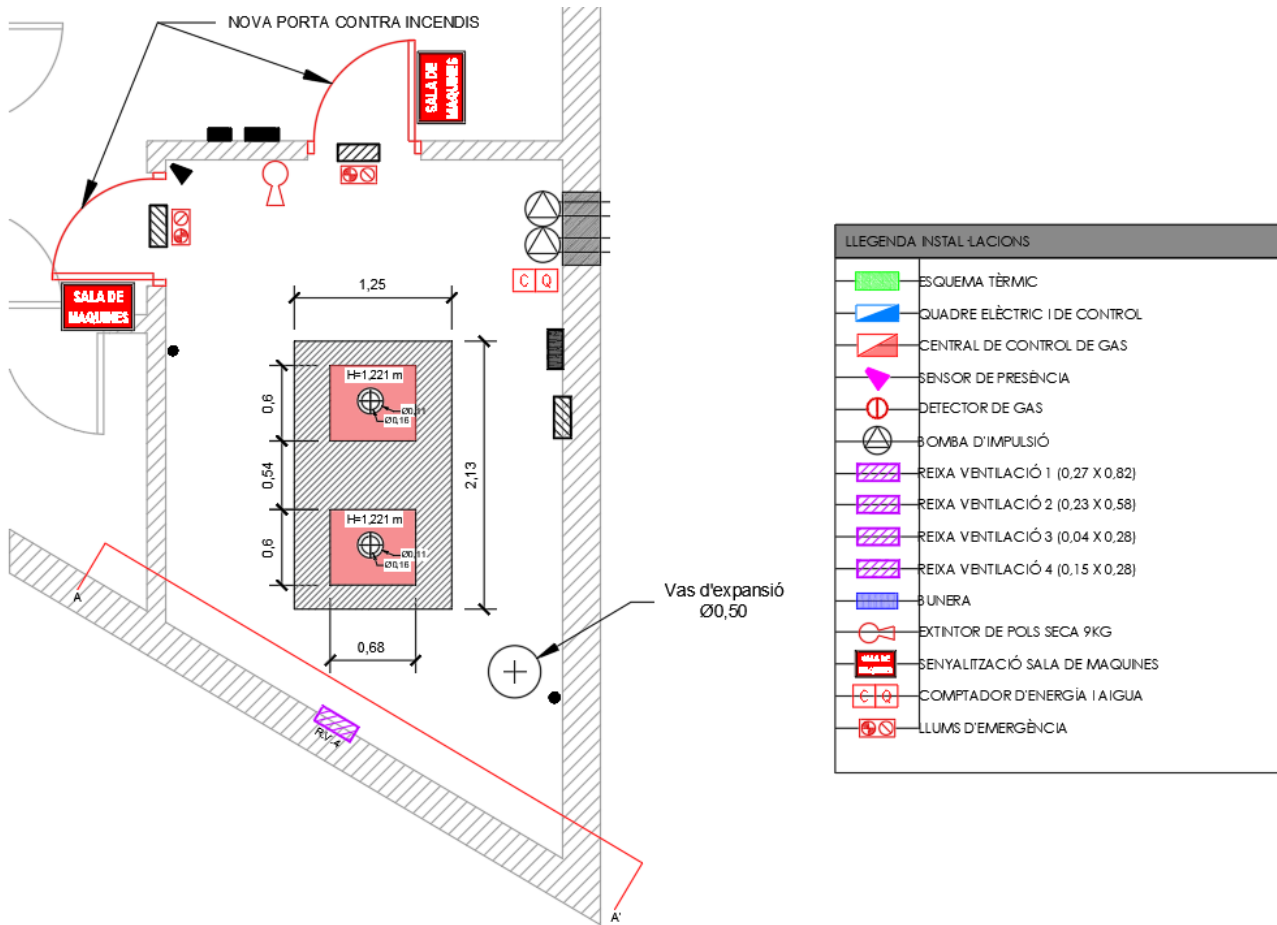 NOVA PORTA CONTRA INCENDIS
SALA DE
MAQUINES
SALA DE
MAQUINES
C Q
1,25
H=1,221 m
Ø0,11
Ø0,16
0,6
0,54
2,13
H=1,221 m
Ø0,11
Ø0,16
0,6
0,68
A
Vas d'expansió
Ø0,50
R.V.4
A'
LLEGENDA INSTAL·LACIONS
ESQUEMA TÈRMIC
QUADRE ELÈCTRIC I DE CONTROL
CENTRAL DE CONTROL DE GAS
SENSOR DE PRESÈNCIA
DETECTOR DE GAS
BOMBA D'IMPULSIÓ
REIXA VENTILACIÓ 1 (0,27 X 0,82)
REIXA VENTILACIÓ 2 (0,23 X 0,58)
REIXA VENTILACIÓ 3 (0,04 X 0,28)
REIXA VENTILACIÓ 4 (0,15 X 0,28)
BUNERA
EXTINTOR DE POLS SECA 9KG
SENYALITZACIÓ SALA DE MAQUINES
C Q COMPTADOR D'ENERGÍA I AIGUA
LLUMS D'EMERGÈNCIA